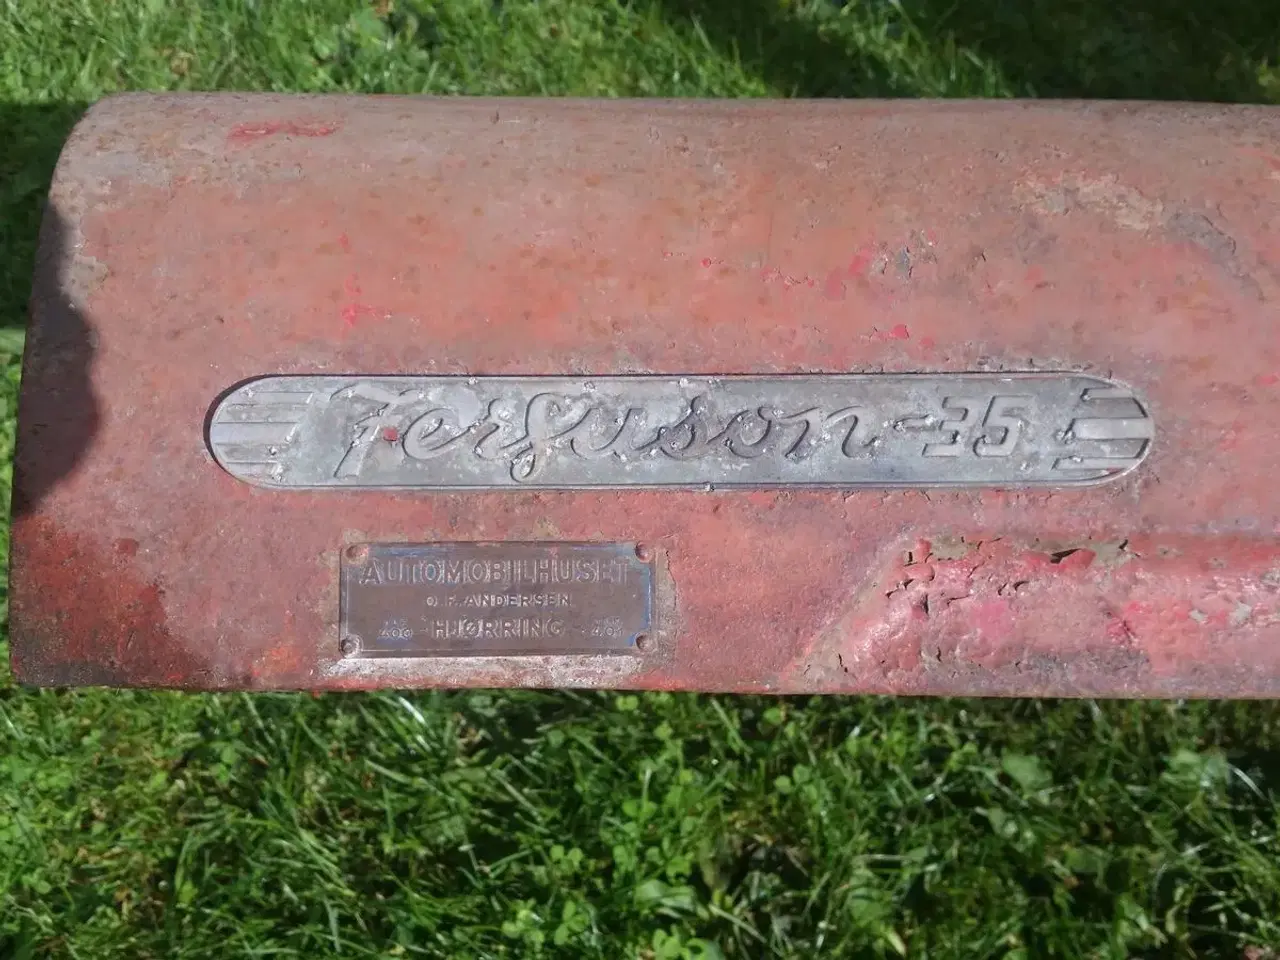 Ferguson-35
AUTOMOBILHUSET
O. F. ANDERSEN
HJØRRING